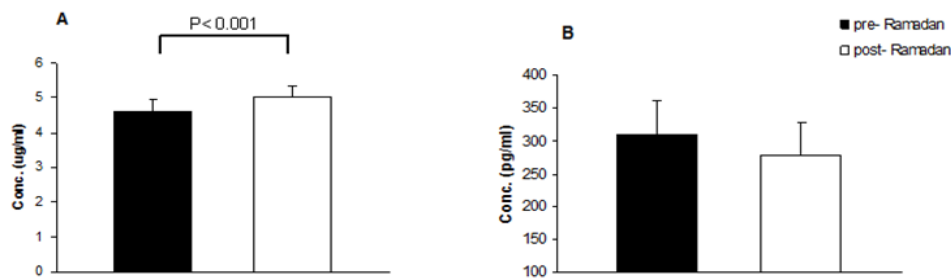 A
P< 0.001
6
5
4
3
2
1
0
Conc. (ug/ml)
B
pre- Ramadan
post- Ramadan
400
350
300
250
200
150
100
Conc. (pg/ml)